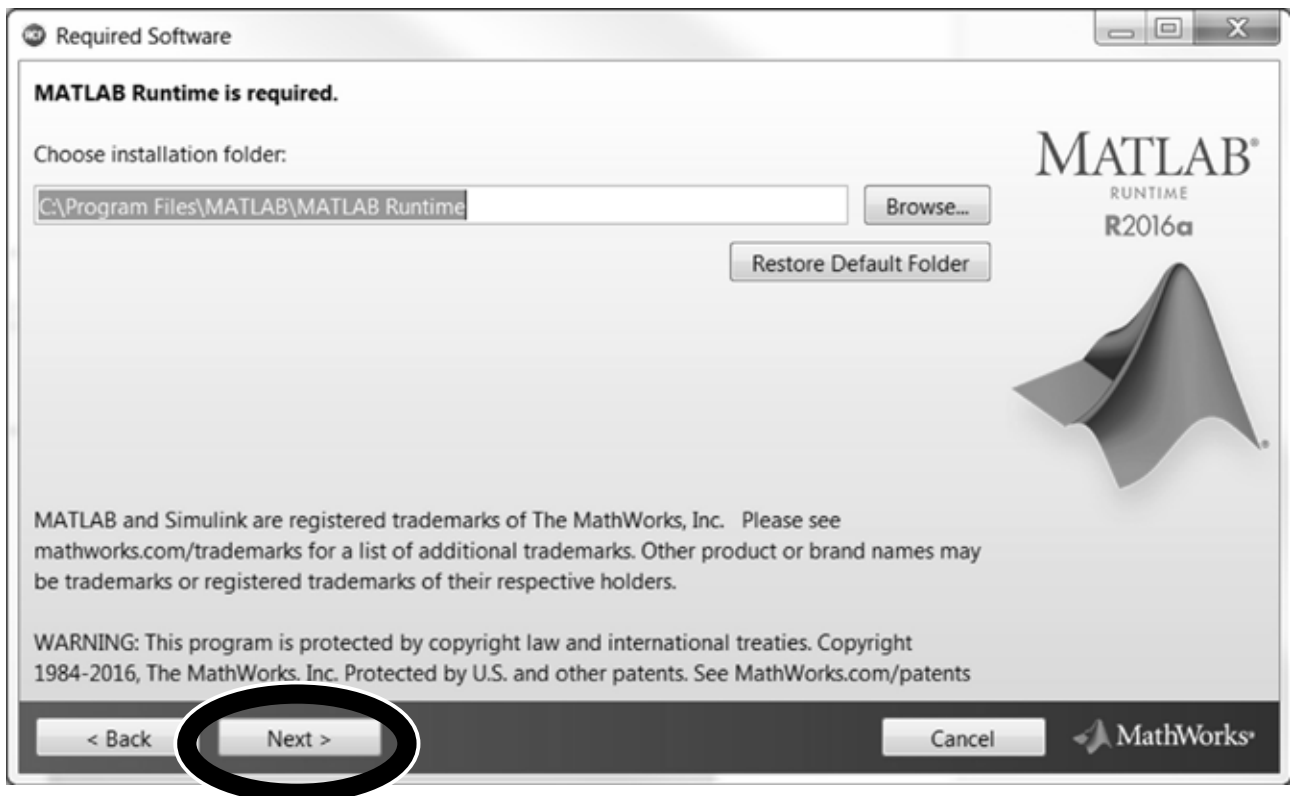 Required Software
MATLAB Runtime is required.
Choose installation folder:
C:\Program Files\MATLAB\MATLAB Runtime
Browse...
Restore Default Folder
MATLAB®
RUNTIME
R2016a
MATLAB and Simulink are registered trademarks of The MathWorks, Inc.   Please see
mathworks.com/trademarks for a list of additional trademarks. Other product or brand names may
be trademarks or registered trademarks of their respective holders.
WARNING: This program is protected by copyright law and international treaties. Copyright
1984-2016, The MathWorks, Inc. Protected by U.S. and other patents. See MathWorks.com/patents
< Back
Next >
Cancel
MathWorks®